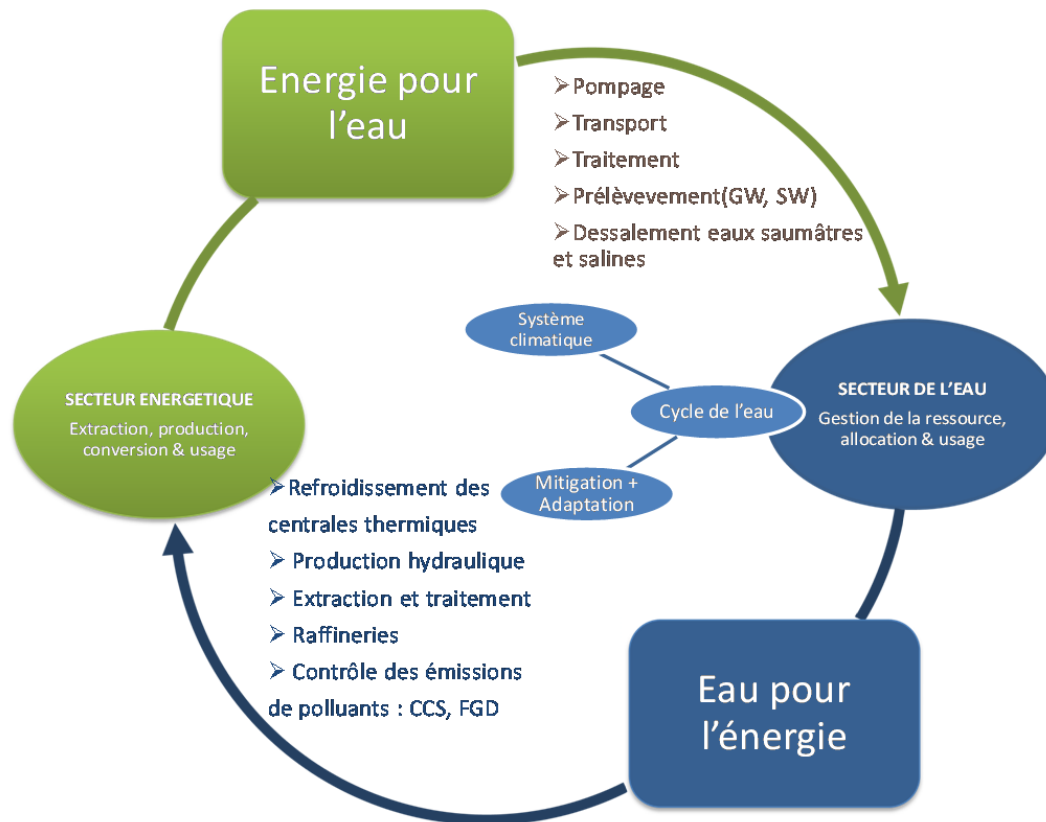 Energie pour
l'eau
➢Pompage
➢Transport
➢Traitement
➢Prélèvevement(GW, SW)
➢Dessalement eaux saumâtres
et salines
Système
climatique
SECTEUR ENERGETIQUE
Extraction, production,
conversion & usage
Cycle de l'eau
SECTEUR DE L'EAU
Gestion de la ressource,
allocation & usage
Mitigation +
Adaptation
➢Refroidissement des
centrales thermiques
➢ Production hydraulique
➢ Extraction et traitement
➢ Raffineries
➢ Contrôle des émissions
de polluants : CCS, FGD
Eau pour
l'énergie